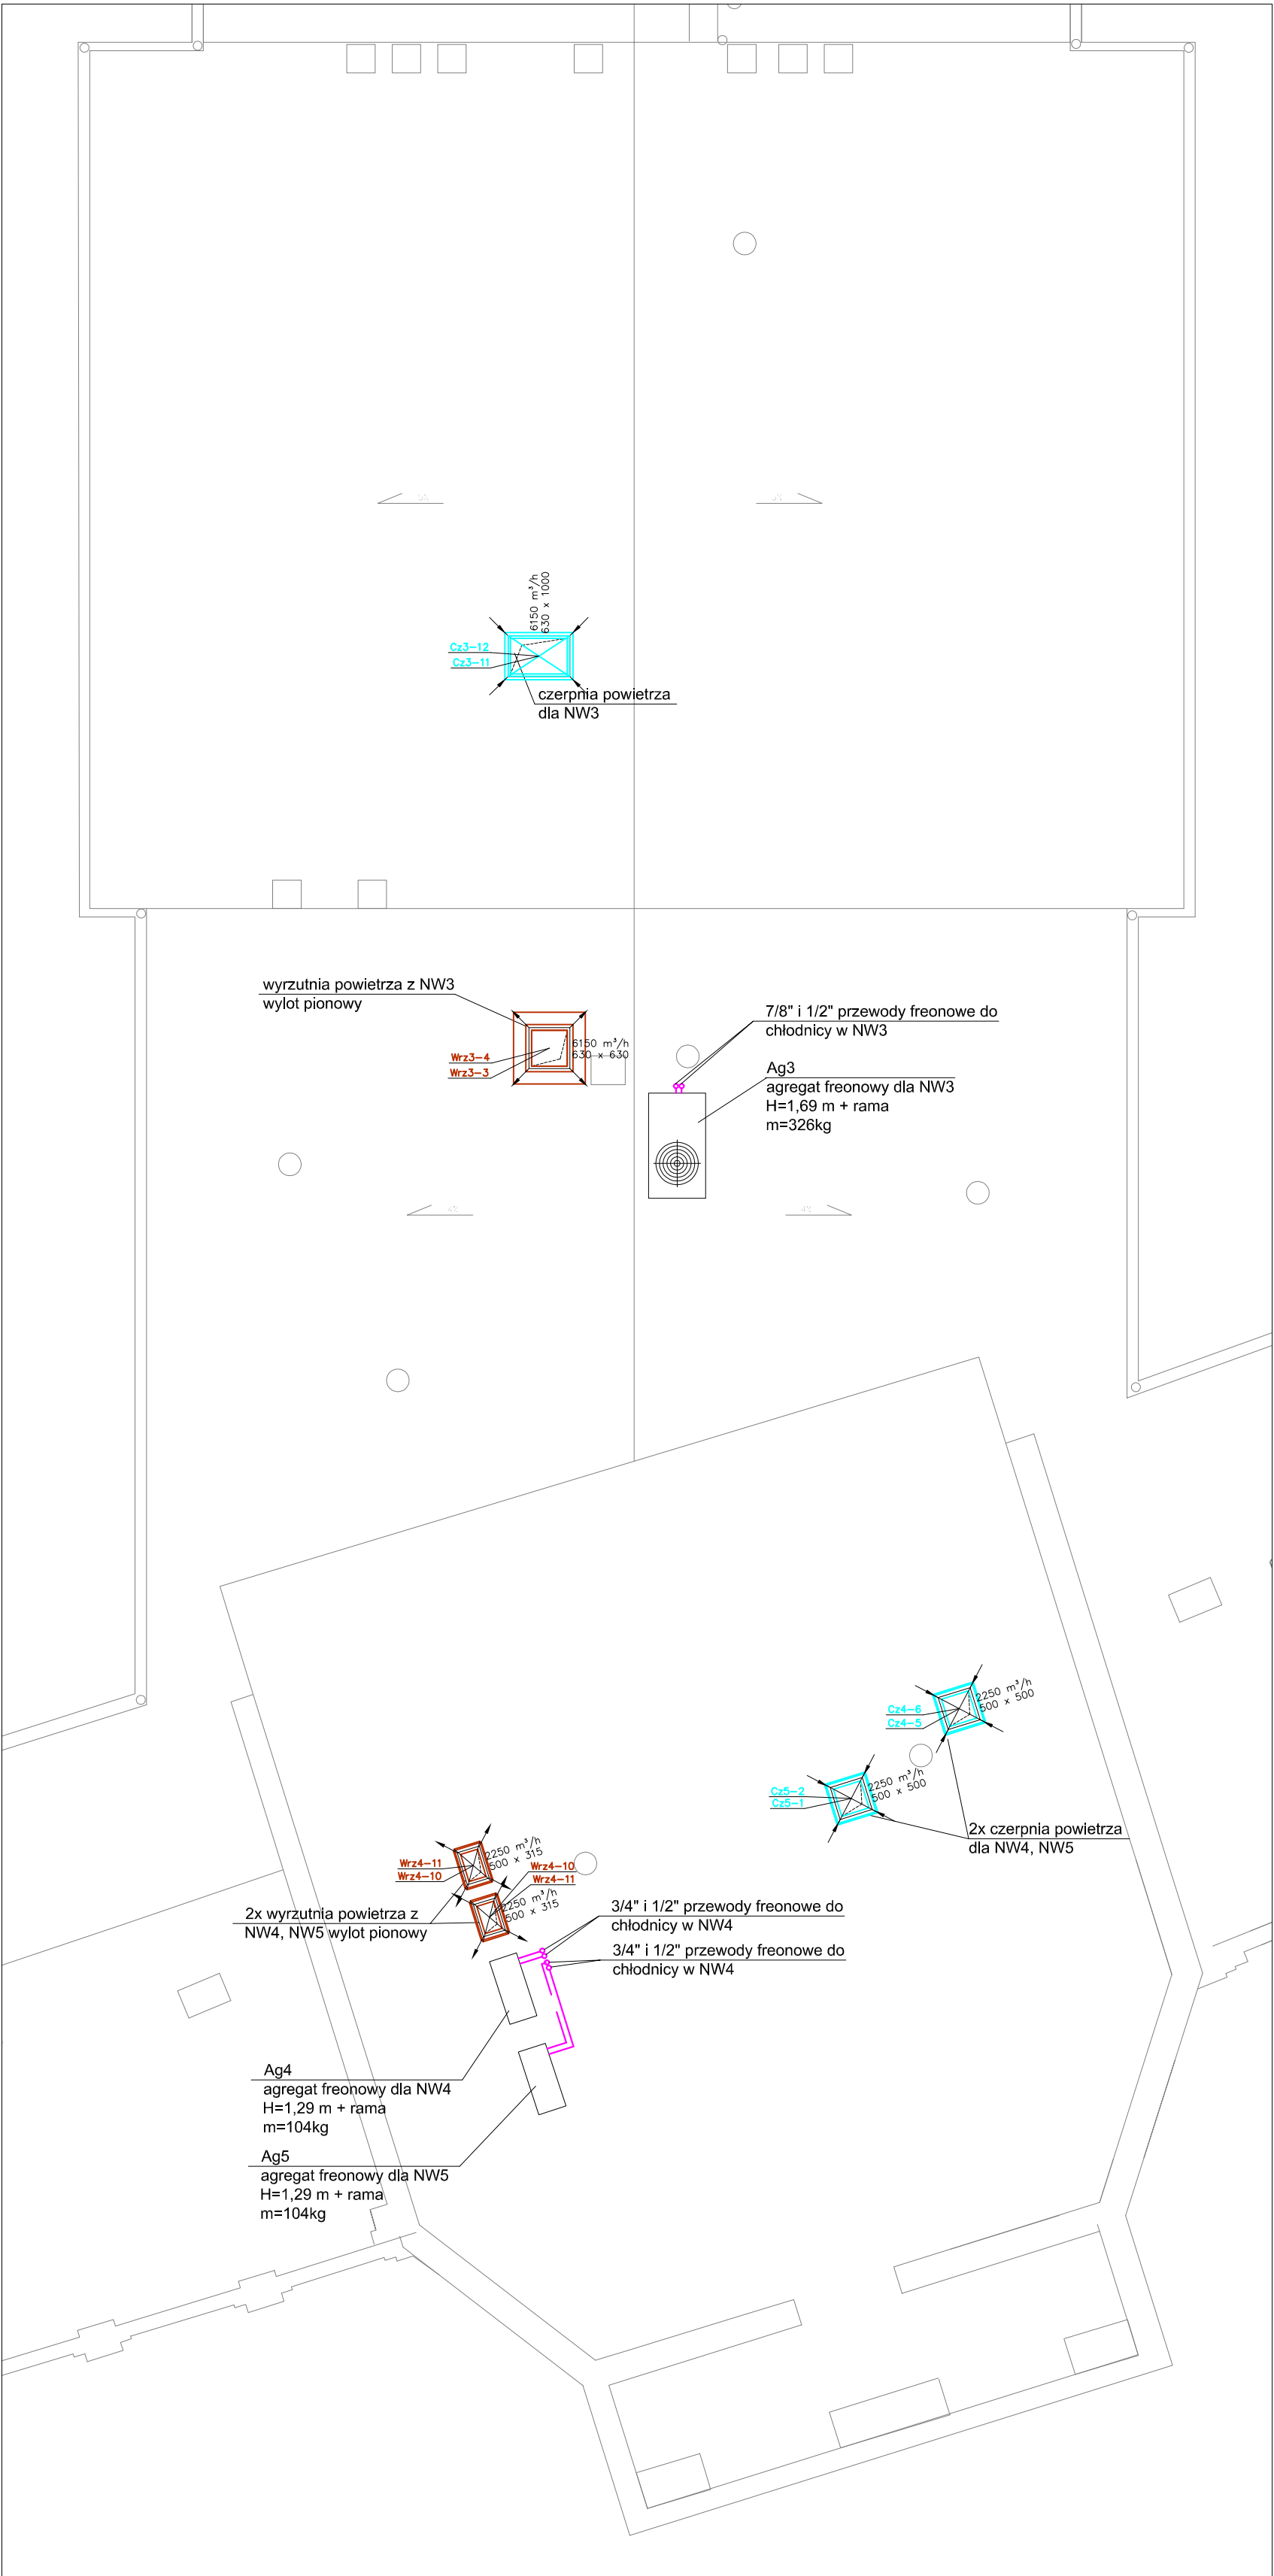 6150 m³/h
630 x 1000
Cz3-12
Cz3-11
czerpnia powietrza
dla NW3
wyrzutnia powietrza z NW3
wylot pionowy
6150 m³/h
630 x 630
Wrz3-4
Wrz3-3
7/8" i 1/2" przewody freonowe do
chłodnicy w NW3
Ag3
agregat freonowy dla NW3
H=1,69 m + rama
m=326kg
4%
4%
2250 m³/h
500 x 500
Cz4-6
Cz4-5
2250 m³/h
500 x 500
Cz5-2
Cz5-1
2x czerpnia powietrza
dla NW4, NW5
2250 m³/h
500 x 315
Wrz4-11
Wrz4-10
Wrz4-10
Wrz4-11
2250 m³/h
500 x 315
2x wyrzutnia powietrza z
NW4, NW5 wylot pionowy
3/4" i 1/2" przewody freonowe do
chłodnicy w NW4
3/4" i 1/2" przewody freonowe do
chłodnicy w NW4
Ag4
agregat freonowy dla NW4
H=1,29 m + rama
m=104kg
Ag5
agregat freonowy dla NW5
H=1,29 m + rama
m=104kg